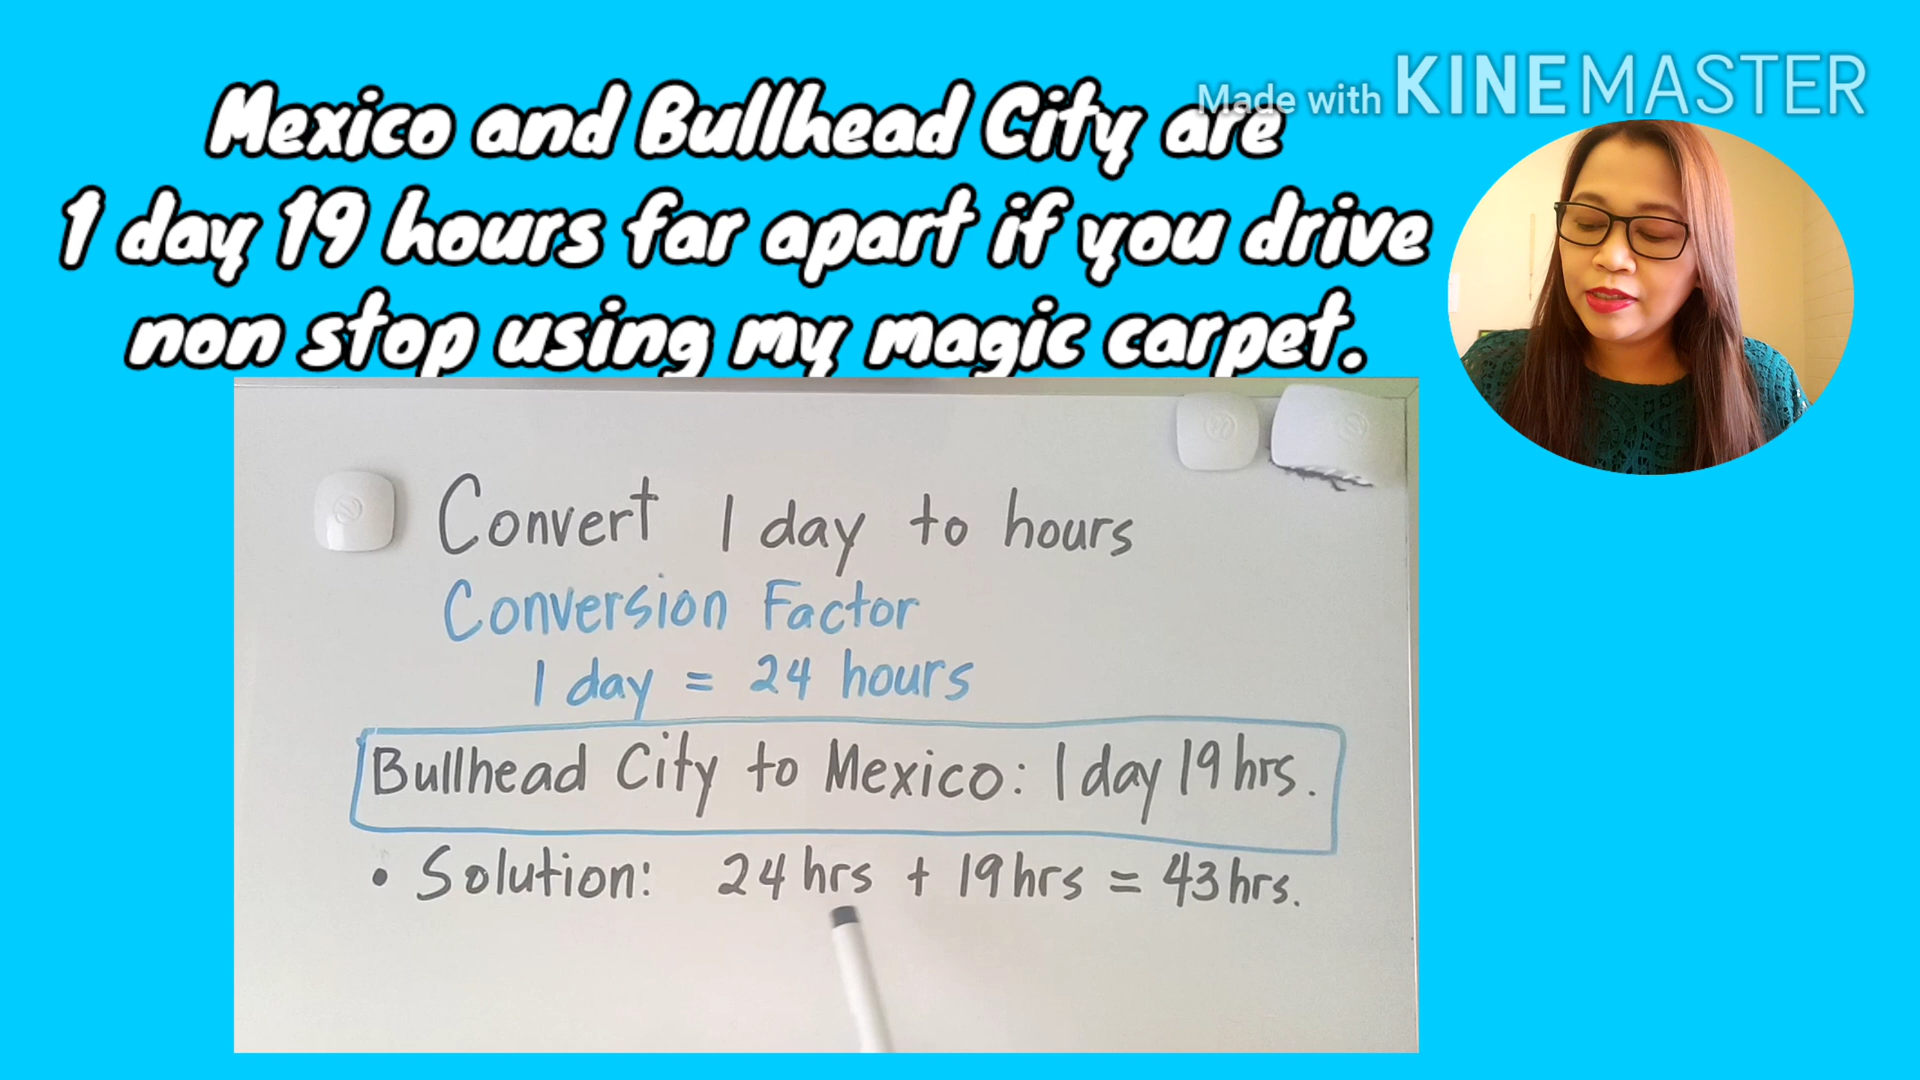 Made with KINEMASTER
Mexico and Bullhead City are
1 day 19 hours far apart if you drive
non stop using my magic carpet.
Convert 1 day to hours
Conversion Factor
1 day = 24 hours
Bullhead City to Mexico: 1 day 19 hrs.
• Solution: 24 hrs + 19 hrs = 43 hrs.